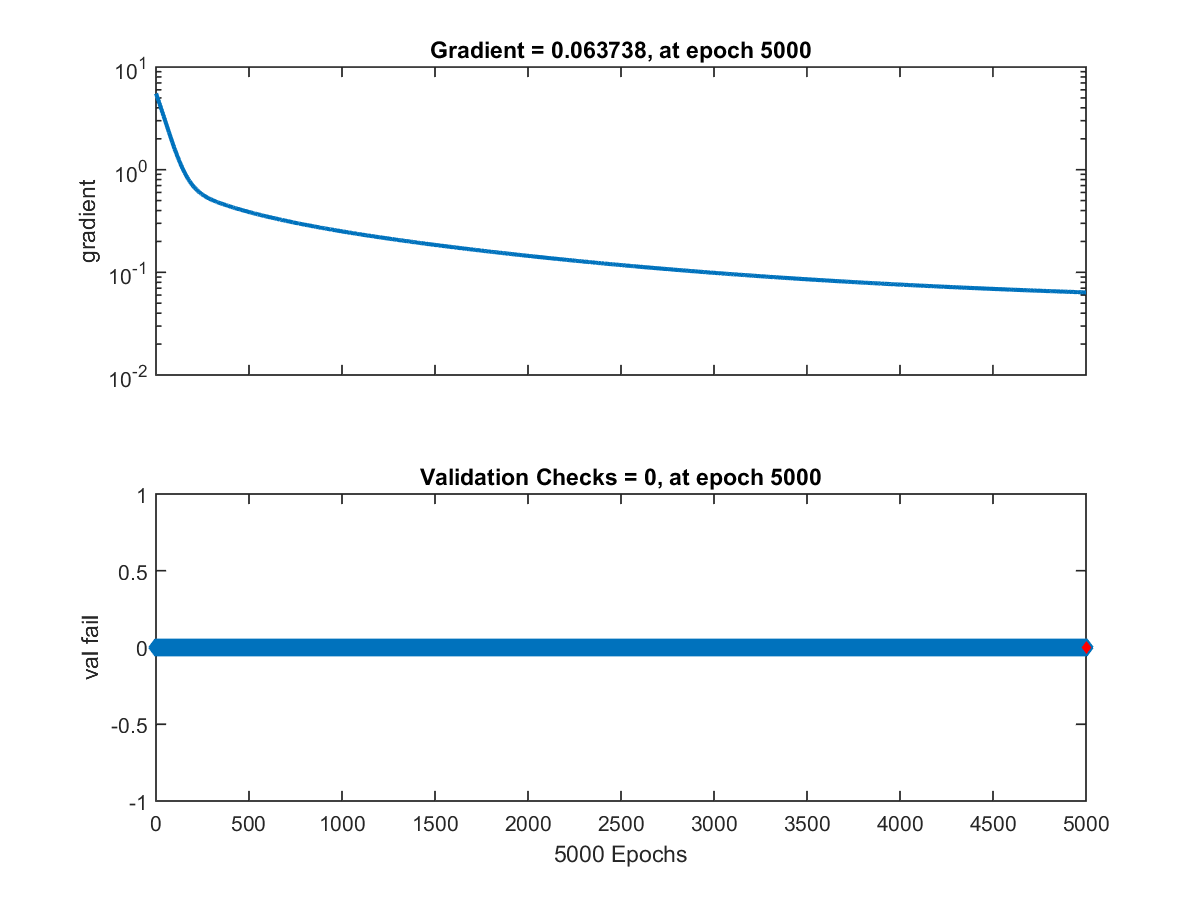 Gradient = 0.063738, at epoch 5000
10^1
10^0
10^-1
10^-2
gradient
Validation Checks = 0, at epoch 5000
1
0.5
0
-0.5
-1
val fail
0 500 1000 1500 2000 2500 3000 3500 4000 4500 5000
5000 Epochs